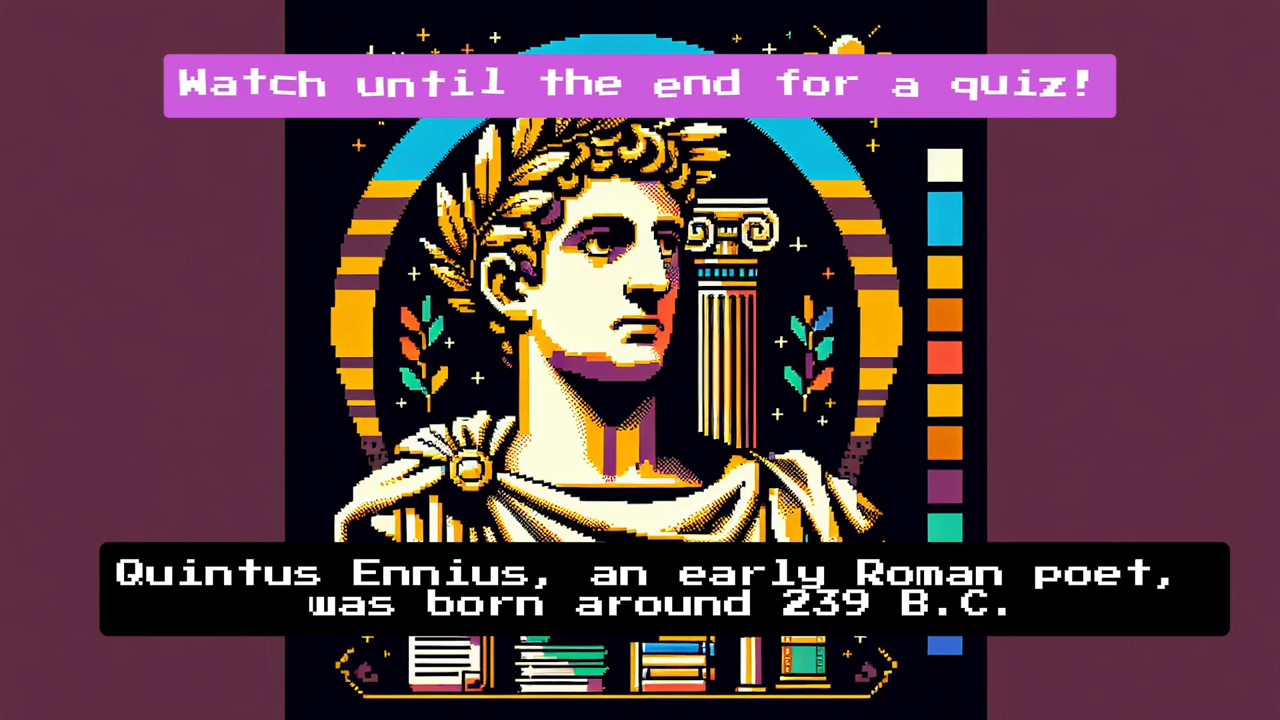 Watch until the end for a quiz!
Quintus Ennius, an early Roman poet,
was born around 239 B.C.